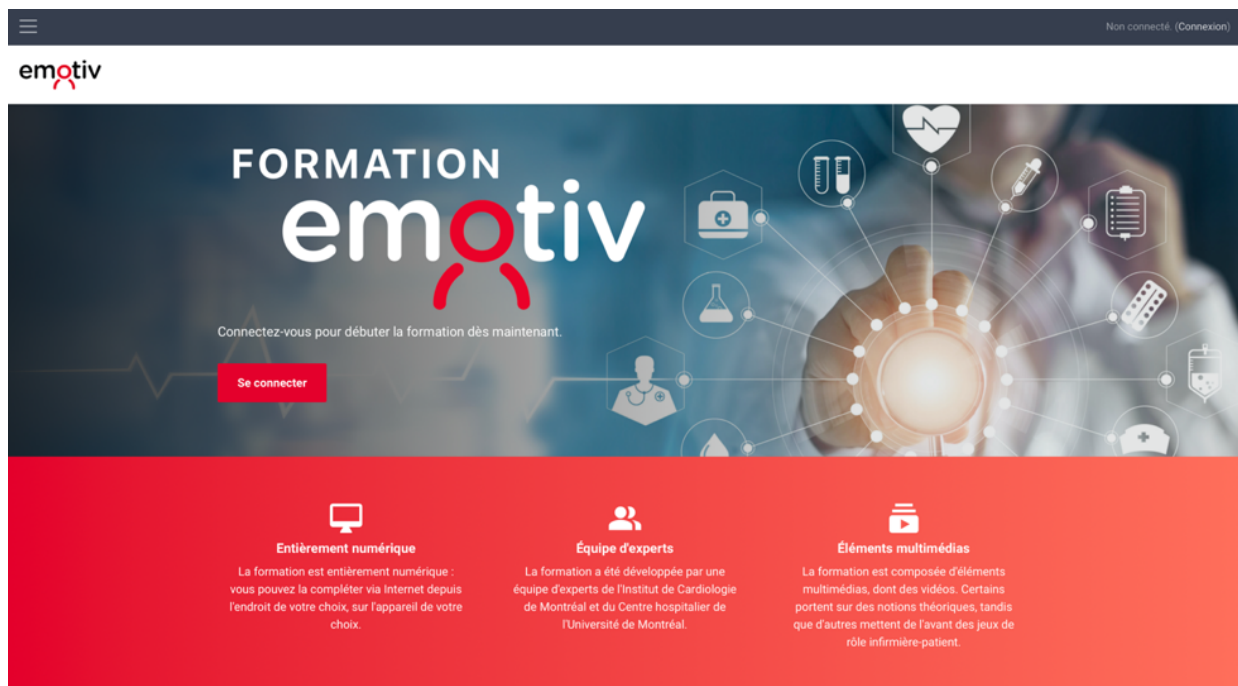 Non connecté. (Connexion)
emotiv
FORMATION
emotiv
Connectez-vous pour débuter la formation dès maintenant.
Se connecter
Entièrement numérique
La formation est entièrement numérique :
vous pouvez la compléter via Internet depuis
l'endroit de votre choix, sur l'appareil de votre
choix.
Équipe d'experts
La formation a été développée par une
équipe d'experts de l'Institut de Cardiologie
de Montréal et du Centre hospitalier de
l'Université de Montréal.
Éléments multimédias
La formation est composée d'éléments
multimédias, dont des vidéos. Certains
portent sur des notions théoriques, tandis
que d'autres mettent de l'avant des jeux de
rôle infirmière-patient.